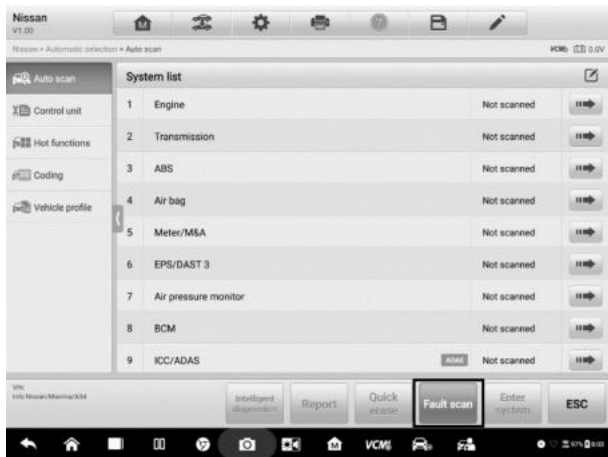 Nissan
V1.00
Nissan > Automatic selection > Auto scan
VCMI 0.0V
Auto scan
Control unit
Hot functions
Coding
Vehicle profile
System list
1 Engine Not scanned
2 Transmission Not scanned
3 ABS Not scanned
4 Air bag Not scanned
5 Meter/M&A Not scanned
6 EPS/DAST 3 Not scanned
7 Air pressure monitor Not scanned
8 BCM Not scanned
9 ICC/ADAS ADAS Not scanned
Intelligent diagnostics
Report
Quick erase
Fault scan
Enter system
ESC
VCMI